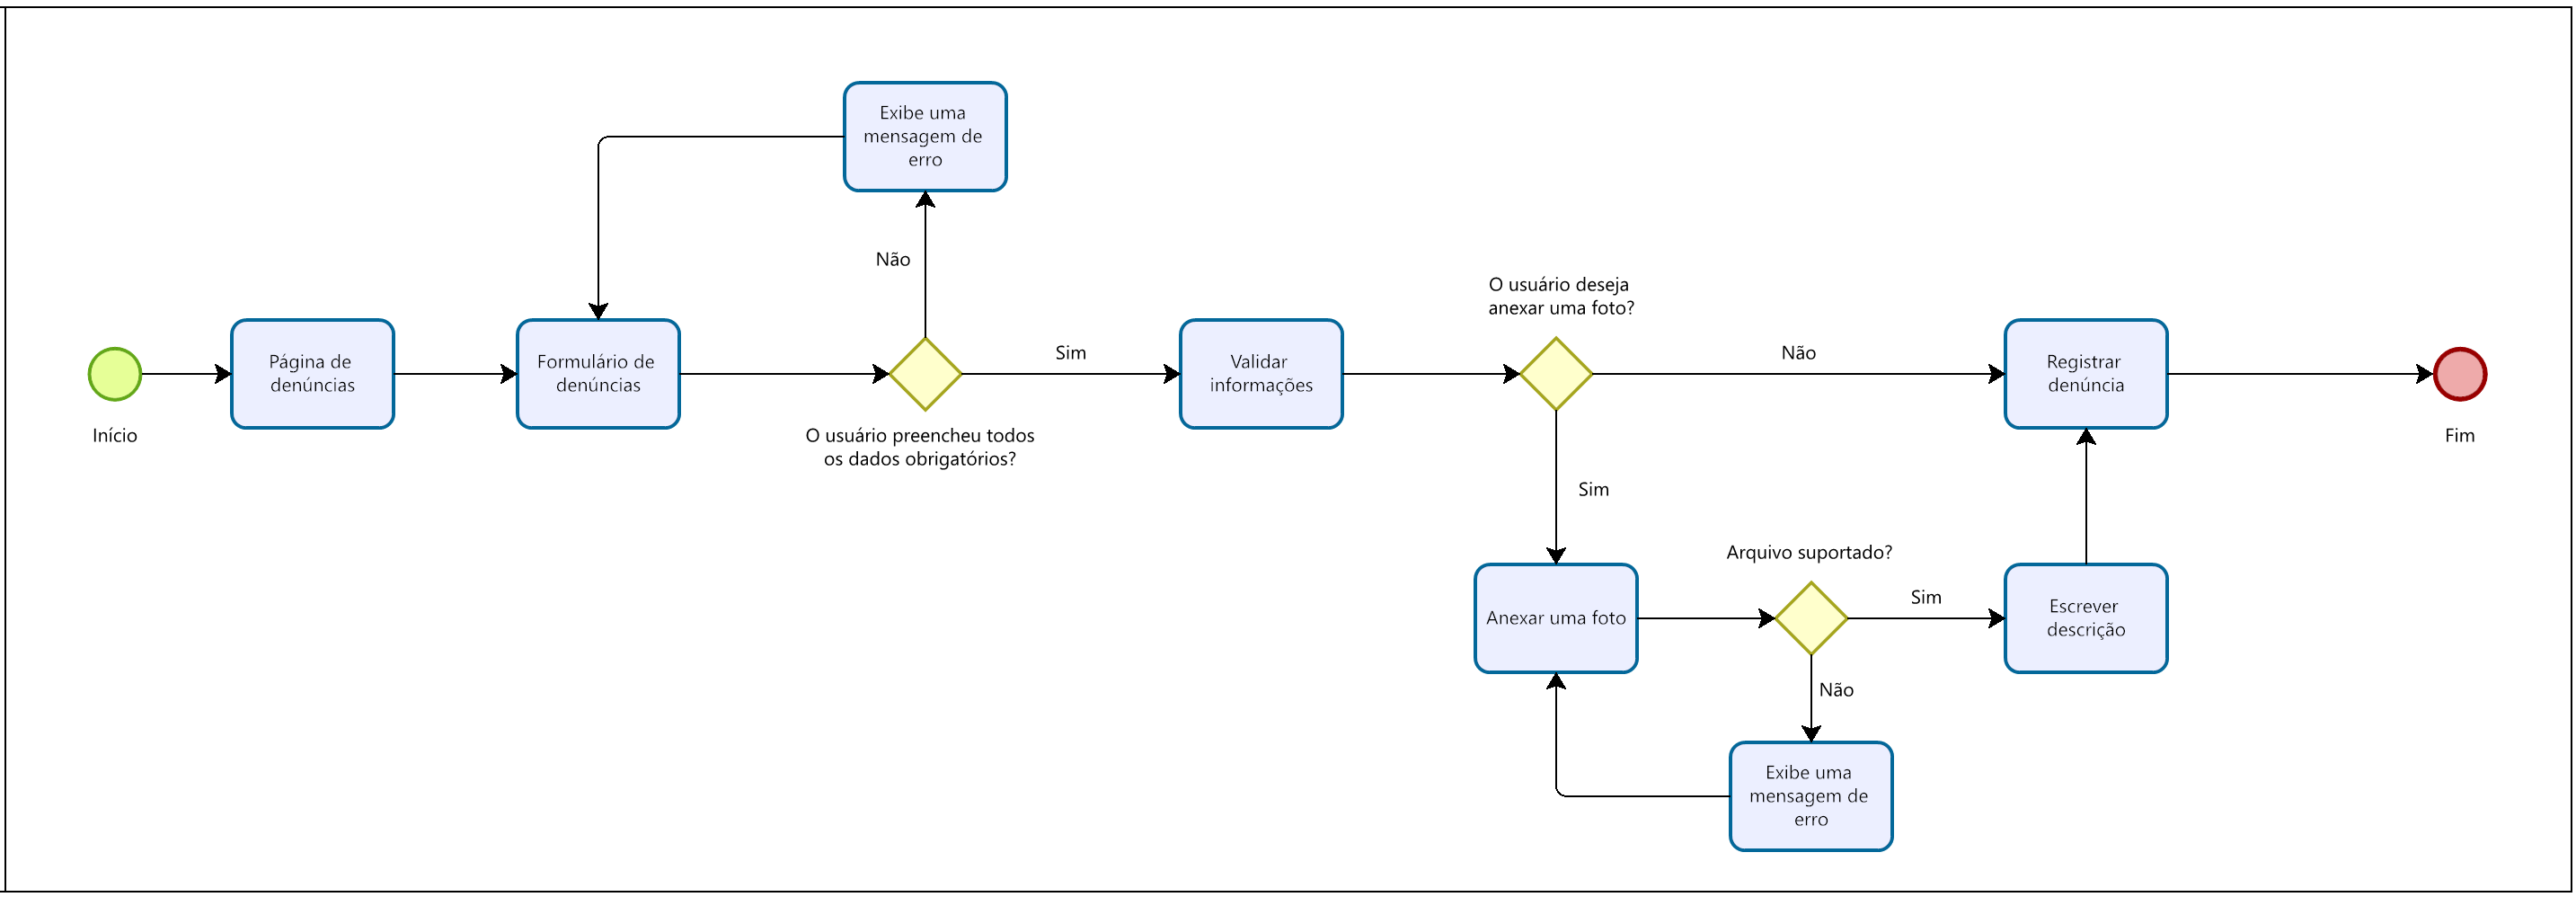 Início
Página de
denúncias
Formulário de
denúncias
Exibe uma
mensagem de
erro
Não
O usuário preencheu todos
os dados obrigatórios?
Sim
Validar
informações
O usuário deseja
anexar uma foto?
Não
Sim
Registrar
denúncia
Fim
Anexar uma foto
Arquivo suportado?
Sim
Não
Escrever
descrição
Exibe uma
mensagem de
erro